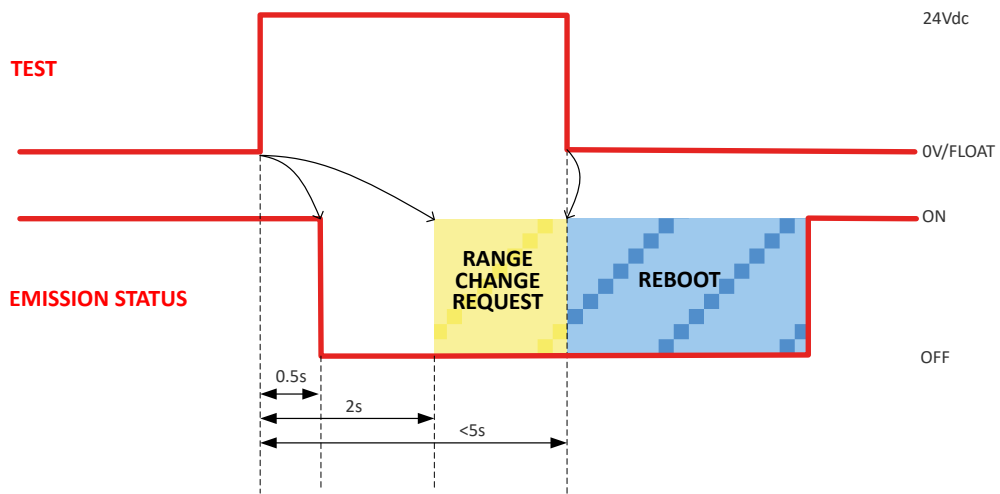 24Vdc
TEST
0V/FLOAT
ON
RANGE
CHANGE
REQUEST
REBOOT
EMISSION STATUS
OFF
0.5s
2s
<5s